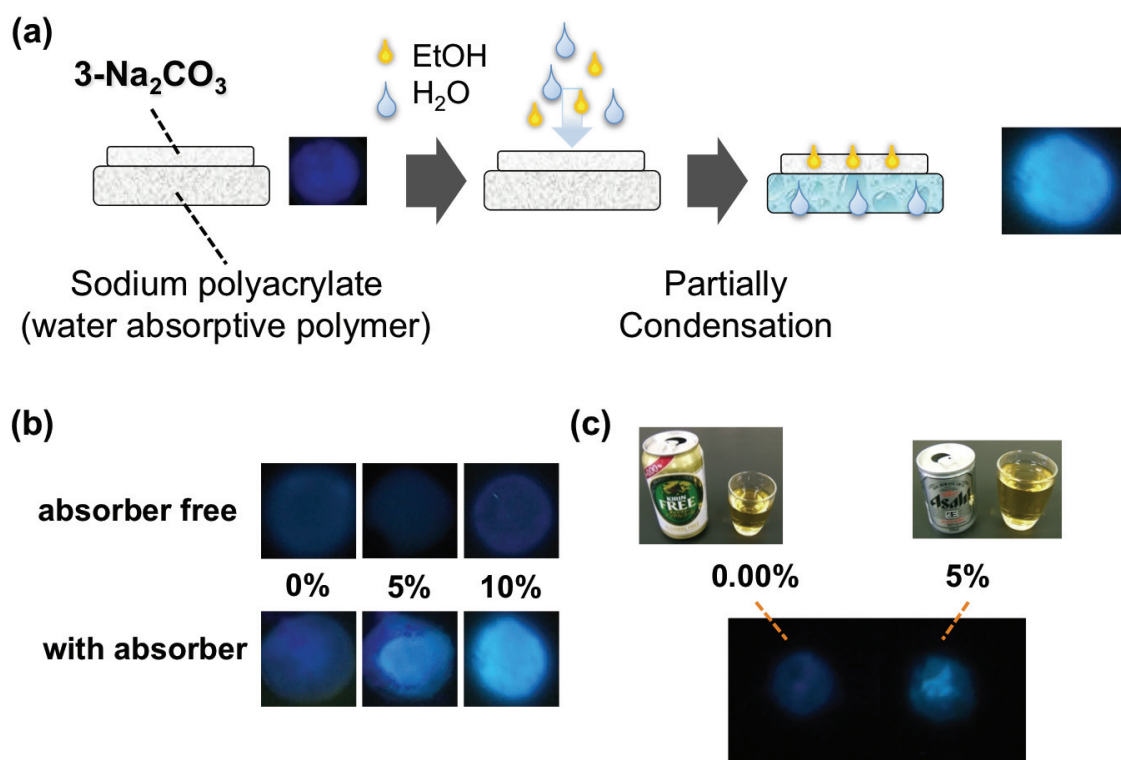 (a)
3-Na₂CO₃
EtOH
H₂O
Sodium polyacrylate
(water absorptive polymer)
Partially
Condensation
(b)
absorber free
0% 5% 10%
with absorber
(c)
KIRIN
FREE
Asahi
0.00% 5%